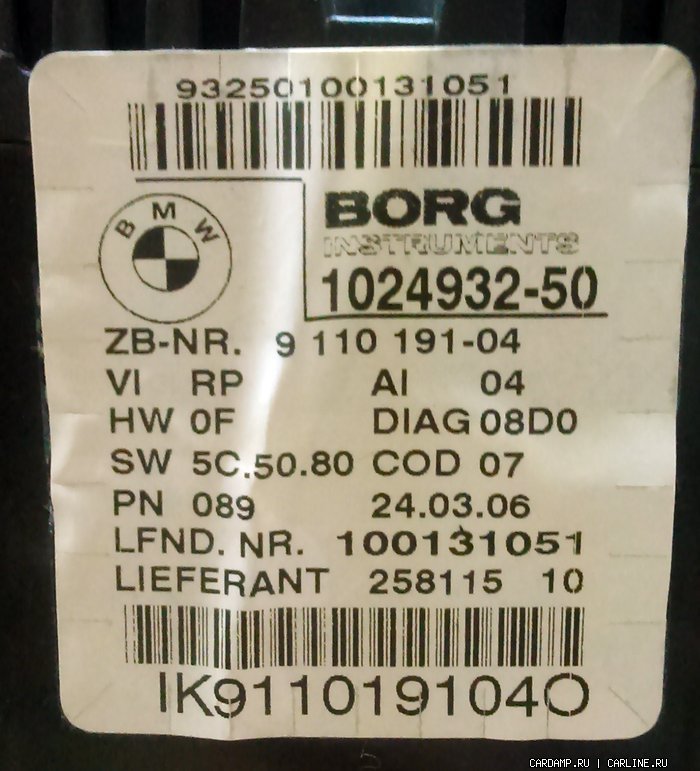 93250100131051
BMW
BORG
INSTRUMENTS
1024932-50
ZB-NR. 9 110 191-04
VI RP AI 04
HW 0F DIAG 08D0
SW 5C.50.80 COD 07
PN 089 24.03.06
LFND. NR. 100131051
LIEFERANT 258115 10
IK9110191040
CARDAMP.RU | CARLINE.RU